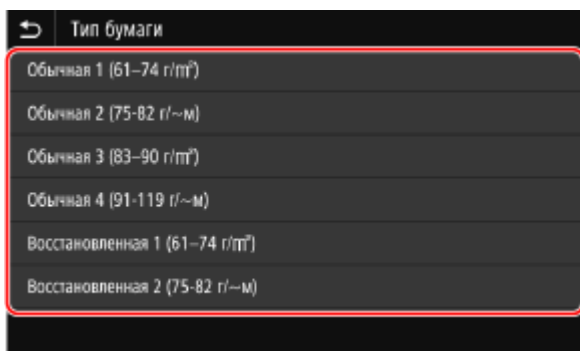 Тип бумаги
Обычная 1 (61–74 г/m²)
Обычная 2 (75-82 г/~м)
Обычная 3 (83–90 г/m²)
Обычная 4 (91-119 г/~м)
Восстановленная 1 (61–74 г/m²)
Восстановленная 2 (75-82 г/~м)